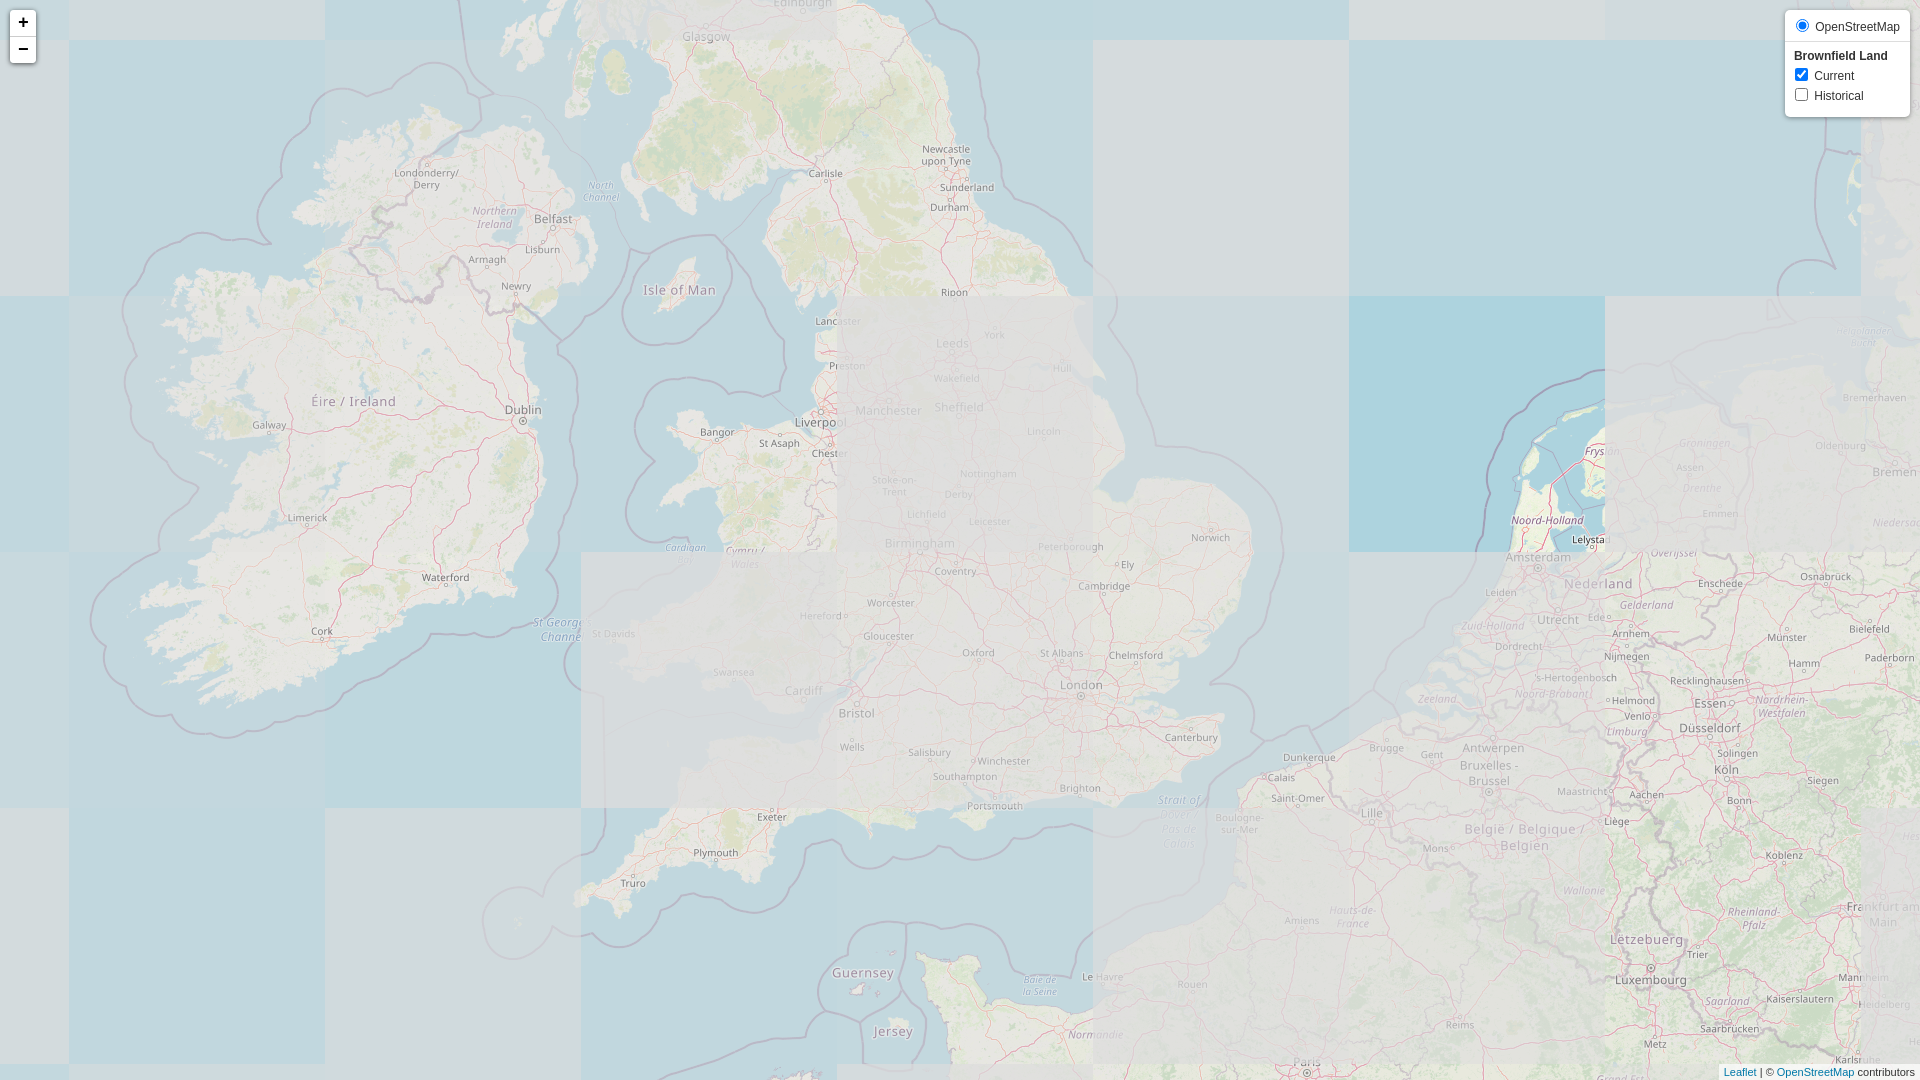 +
−
OpenStreetMap
Brownfield Land
Current
Historical
Edinburgh
Glasgow
Newcastle
upon Tyne
Londonderry/
Derry
Carlisle
Sunderland
North
Channel
Durham
Northern
Ireland
Belfast
Lisburn
Armagh
Newry
Isle of Man
Ripon
Lancaster
York
Leeds
Preston
Hull
Wakefield
Éire / Ireland
Dublin
Manchester
Sheffield
Bremerhaven
Galway
Liverpool
Bangor
Lincoln
St Asaph
Chester
Groningen
Oldenburg
Frys
Assen
Bremen
Nottingham
Stoke-on-
Trent
Drenthe
Derby
Limerick
Lichfield
Leicester
Emmen
Noord-Holland
Niedersa
Norwich
Birmingham
Lelystad
Cardigan
Cymru /
Wales
Peterborough
Amsterdam
Overijssel
Coventry
Ely
Waterford
Cambridge
Nederland
Enschede
Osnabrück
Leiden
Worcester
Gelderland
Hereford
St George
Channe
Utrecht
Ede
Zuid-Holland
Arnhem
Münster
Bielefeld
Cork
St Davids
Gloucester
Dordrecht
Oxford
St Albans
Chelmsford
Nijmegen
Hamm
Paderborn
Swansea
's-Hertogenbosch
Recklinghausen
London
Cardiff
Noord-Brabant
Zeeland
Helmond
Essen
Nordrhein-
Westfalen
Bristol
Venlo
Düsseldorf
Limburg
Canterbury
Wells
Salisbury
Brugge
Antwerpen
Gent
Solingen
Winchester
Dunkerque
Bruxelles -
Brussel
Köln
Southampton
Calais
Siegen
Brighton
Maastricht
Aachen
Saint-Omer
Strait of
Dover /
Pas de
Calais
Bonn
Portsmouth
Exeter
Lille
Boulogne-
sur-Mer
Liège
België / Belgique /
Belgien
Plymouth
Mons
Koblenz
Truro
Wallonie
Hauts-de-
France
Amiens
Rheinland-
Pfalz
Frankfurt am
Main
Lëtzebuerg
Trier
Guernsey
Le Havre
Baie de
la Seine
Rouen
Luxembourg
Kaiserslautern
Saarland
Heidelberg
Jersey
Reims
Saarbrücken
Normandie
Metz
Paris
Leaflet | © OpenStreetMap contributors